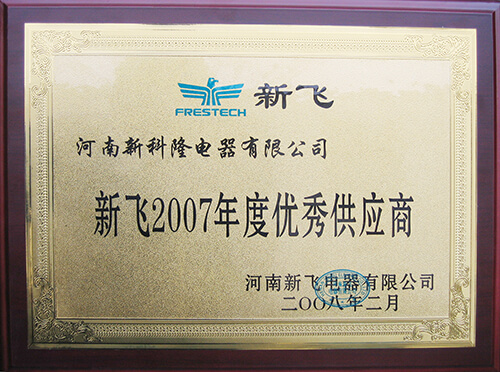 FRESTECH 新飞
河南新科隆电器有限公司
新飞2007年度优秀供应商
河南新飞电器有限公司
二〇〇八年二月